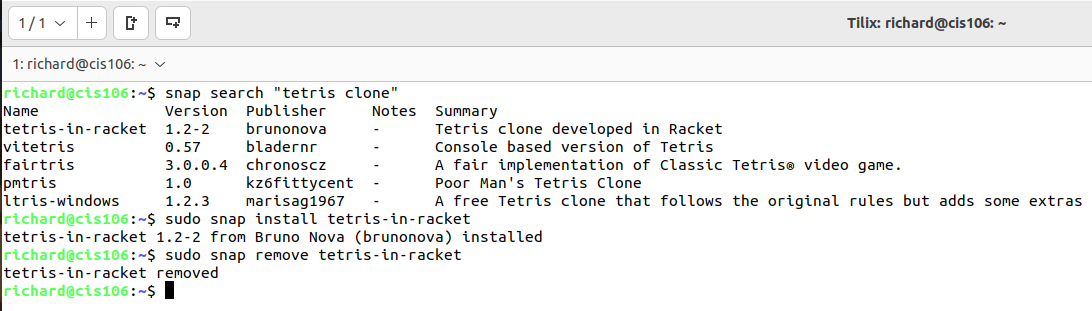 1 / 1
Tilix: richard@cis106: ~
1: richard@cis106: ~
richard@cis106:~$ snap search "tetris clone"
Name               Version  Publisher     Notes  Summary
tetris-in-racket  1.2-2    brunonova     -      Tetris clone developed in Racket
vitetris          0.57     bladernr      -      Console based version of Tetris
fairtris          3.0.0.4  chronoscz     -      A fair implementation of Classic Tetris® video game.
pmtris            1.0      kz6fittycent  -      Poor Man's Tetris Clone
ltris-windows     1.2.3    marisag1967   -      A free Tetris clone that follows the original rules but adds some extras
richard@cis106:~$ sudo snap install tetris-in-racket
tetris-in-racket 1.2-2 from Bruno Nova (brunonova) installed
richard@cis106:~$ sudo snap remove tetris-in-racket
tetris-in-racket removed
richard@cis106:~$